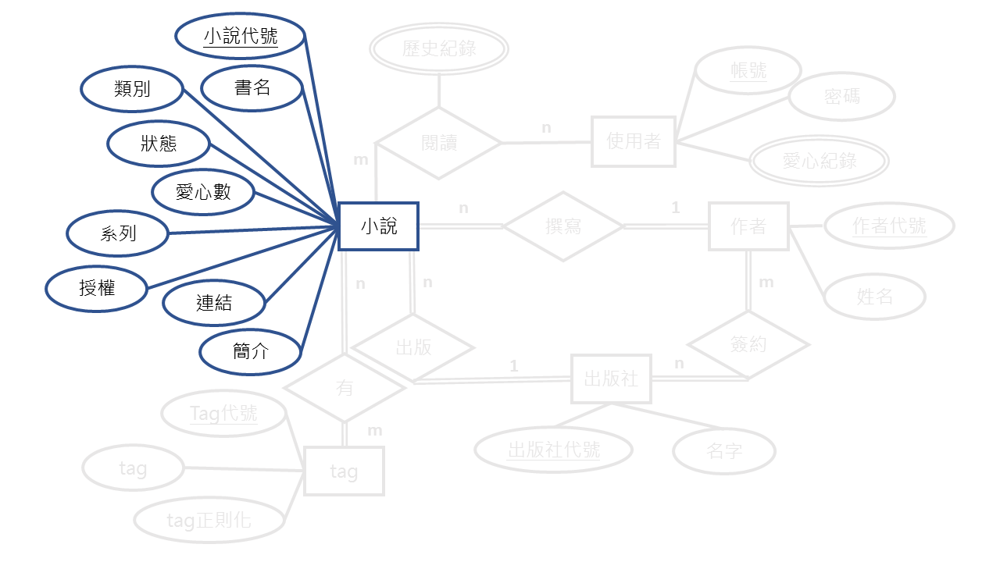 小說代號
歷史紀錄
帳號
類別
書名
密碼
閱讀
n
使用者
狀態
m
愛心紀錄
愛心數
n
1
小說
撰寫
作者
作者代號
系列
授權
n
n
m
連結
姓名
簡介
出版
簽約
1
n
出版社
有
Tag代號
m
出版社代號
名字
tag
tag
tag正則化